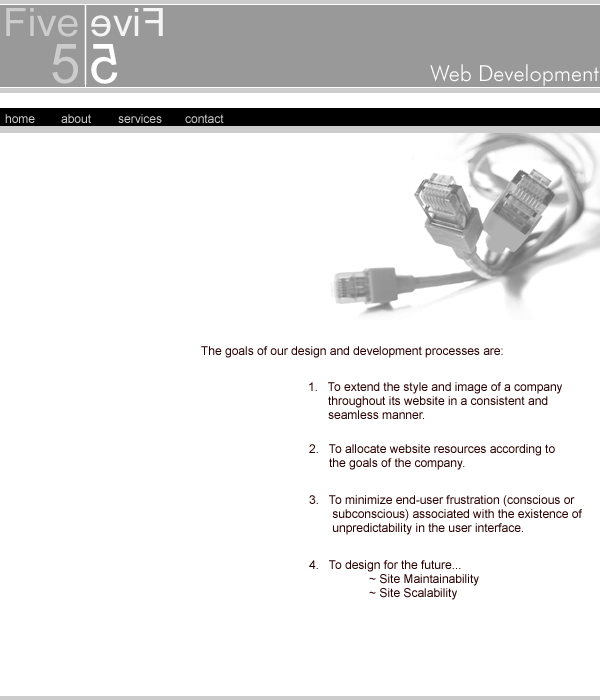 Five Five
5 5
Web Development
home about services contact
The goals of our design and development processes are:
1. To extend the style and image of a company
throughout its website in a consistent and
seamless manner.
2. To allocate website resources according to
the goals of the company.
3. To minimize end-user frustration (conscious or
subconscious) associated with the existence of
unpredictability in the user interface.
4. To design for the future...
~ Site Maintainability
~ Site Scalability